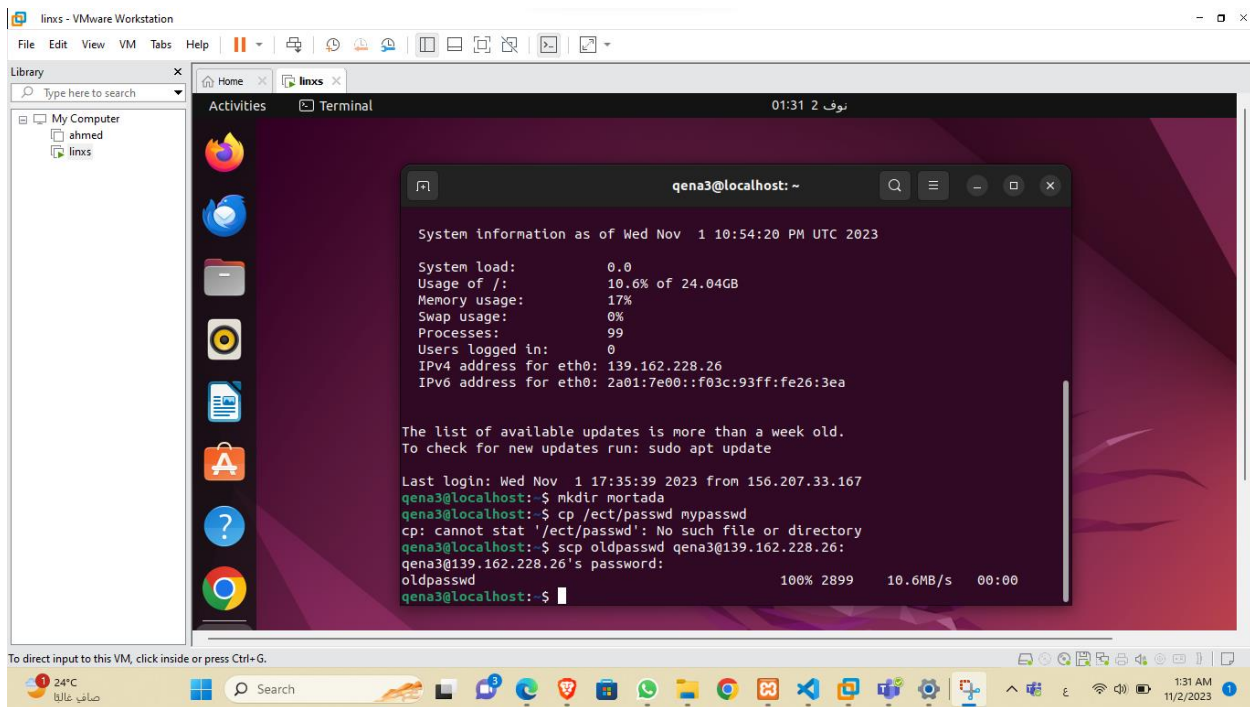 linxs - VMware Workstation
File Edit View VM Tabs Help
Library
Type here to search
My Computer
ahmed
linxs
Home linxs
Activities Terminal نوف 2 01:31
qena3@localhost: ~
System information as of Wed Nov 1 10:54:20 PM UTC 2023
System load: 0.0
Usage of /: 10.6% of 24.04GB
Memory usage: 17%
Swap usage: 0%
Processes: 99
Users logged in: 0
IPv4 address for eth0: 139.162.228.26
IPv6 address for eth0: 2a01:7e00::f03c:93ff:fe26:3ea
The list of available updates is more than a week old.
To check for new updates run: sudo apt update
Last login: Wed Nov 1 17:35:39 2023 from 156.207.33.167
qena3@localhost:~$ mkdir mortada
qena3@localhost:~$ cp /ect/passwd mypasswd
cp: cannot stat '/ect/passwd': No such file or directory
qena3@localhost:~$ scp oldpasswd qena3@139.162.228.26:
qena3@139.162.228.26's password:
oldpasswd 100% 2899 10.6MB/s 00:00
qena3@localhost:~$
To direct input to this VM, click inside or press Ctrl+G.
1
24°C
صافٍ غالبًا
Search
3
ع
1:31 AM
11/2/2023
1